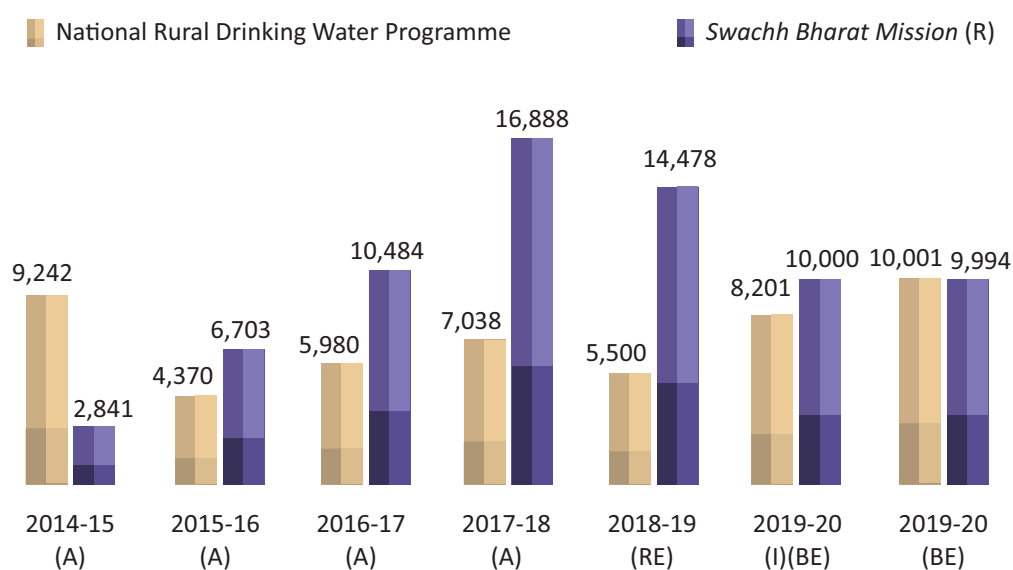 National Rural Drinking Water Programme
Swachh Bharat Mission (R)
9,242
2,841
4,370
6,703
5,980
10,484
7,038
16,888
5,500
14,478
8,201
10,000
10,001
9,994
2014-15
(A)
2015-16
(A)
2016-17
(A)
2017-18
(A)
2018-19
(RE)
2019-20
(I)(BE)
2019-20
(BE)